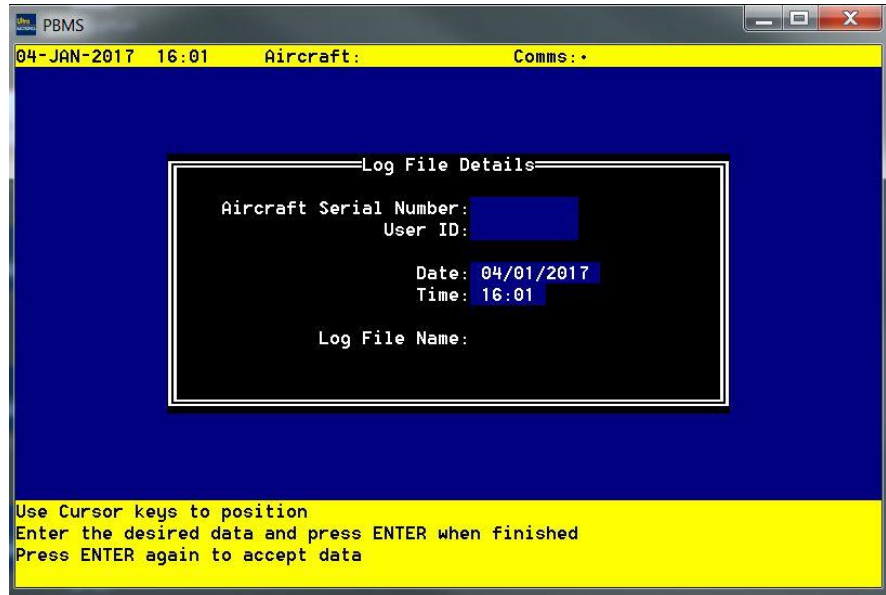 PBMS
04-JAN-2017 16:01 Aircraft: Comms:•
Log File Details
Aircraft Serial Number:
User ID:
Date: 04/01/2017
Time: 16:01
Log File Name:
Use Cursor keys to position
Enter the desired data and press ENTER when finished
Press ENTER again to accept data